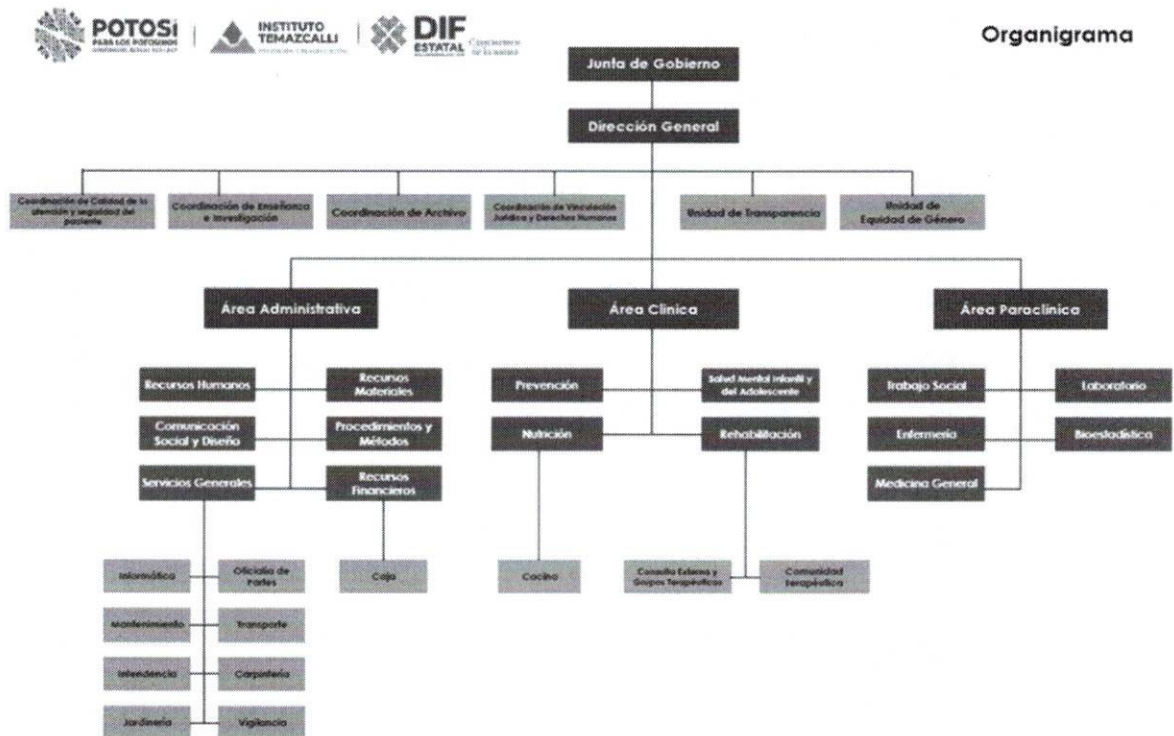 POTOSÍ
PARA LOS POTOSINOS
INSTITUTO
TEMAZCALLI
DIF
ESTATAL
Organigrama
Junta de Gobierno
Dirección General
Coordinación de Calidad de la
atención y seguridad del
paciente
Coordinación de Enseñanza
e Investigación
Coordinación de Archivo
Coordinación de Vinculación
Jurídica y Derechos Humanos
Unidad de Transparencia
Unidad de
Equidad de Género
Área Administrativa
Área Clínica
Área Paraclínica
Recursos Humanos
Recursos
Materiales
Prevención
Salud Mental Infantil y
del Adolescente
Trabajo Social
Laboratorio
Comunicación
Social y Diseño
Procedimientos y
Métodos
Nutrición
Rehabilitación
Enfermería
Bioestadística
Servicios Generales
Recursos
Financieros
Medicina General
Informática
Oficialía de
Partes
Caja
Cocina
Consulta Externa y
Grupos Terapéuticos
Comunidad
Terapéutica
Mantenimiento
Transporte
Intendencia
Carpintería
Jardinería
Vigilancia